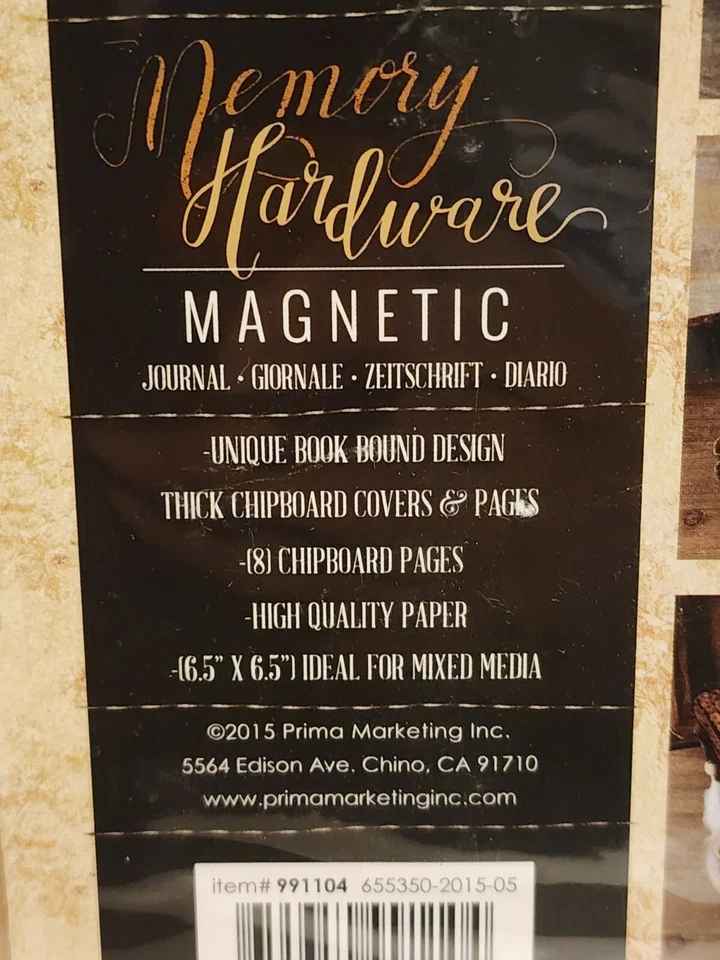 Memory
Hardware
MAGNETIC
JOURNAL • GIORNALE • ZEITSCHRIFT • DIARIO
-UNIQUE BOOK BOUND DESIGN
THICK CHIPBOARD COVERS & PAGES
-(8) CHIPBOARD PAGES
-HIGH QUALITY PAPER
-(6.5" X 6.5") IDEAL FOR MIXED MEDIA
©2015 Prima Marketing Inc.
5564 Edison Ave. Chino, CA 91710
www.primamarketinginc.com
item# 991104 655350-2015-05